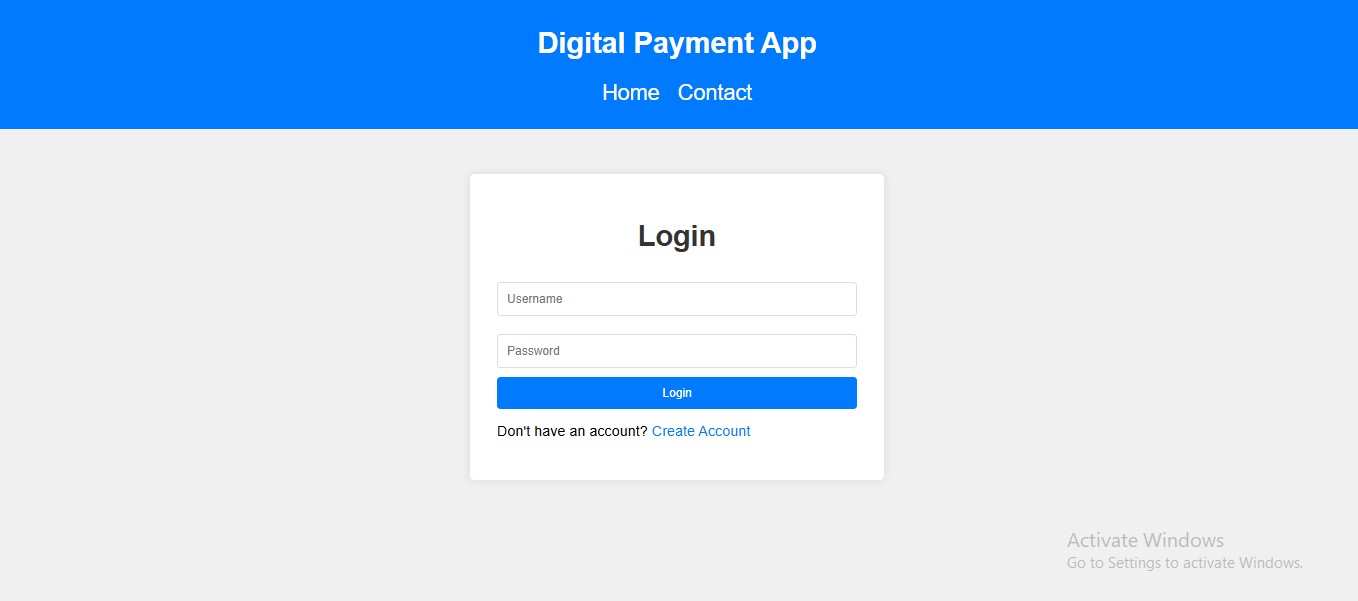 Digital Payment App
Home Contact
Login
Username
Password
Login
Don't have an account? Create Account
Activate Windows
Go to Settings to activate Windows.